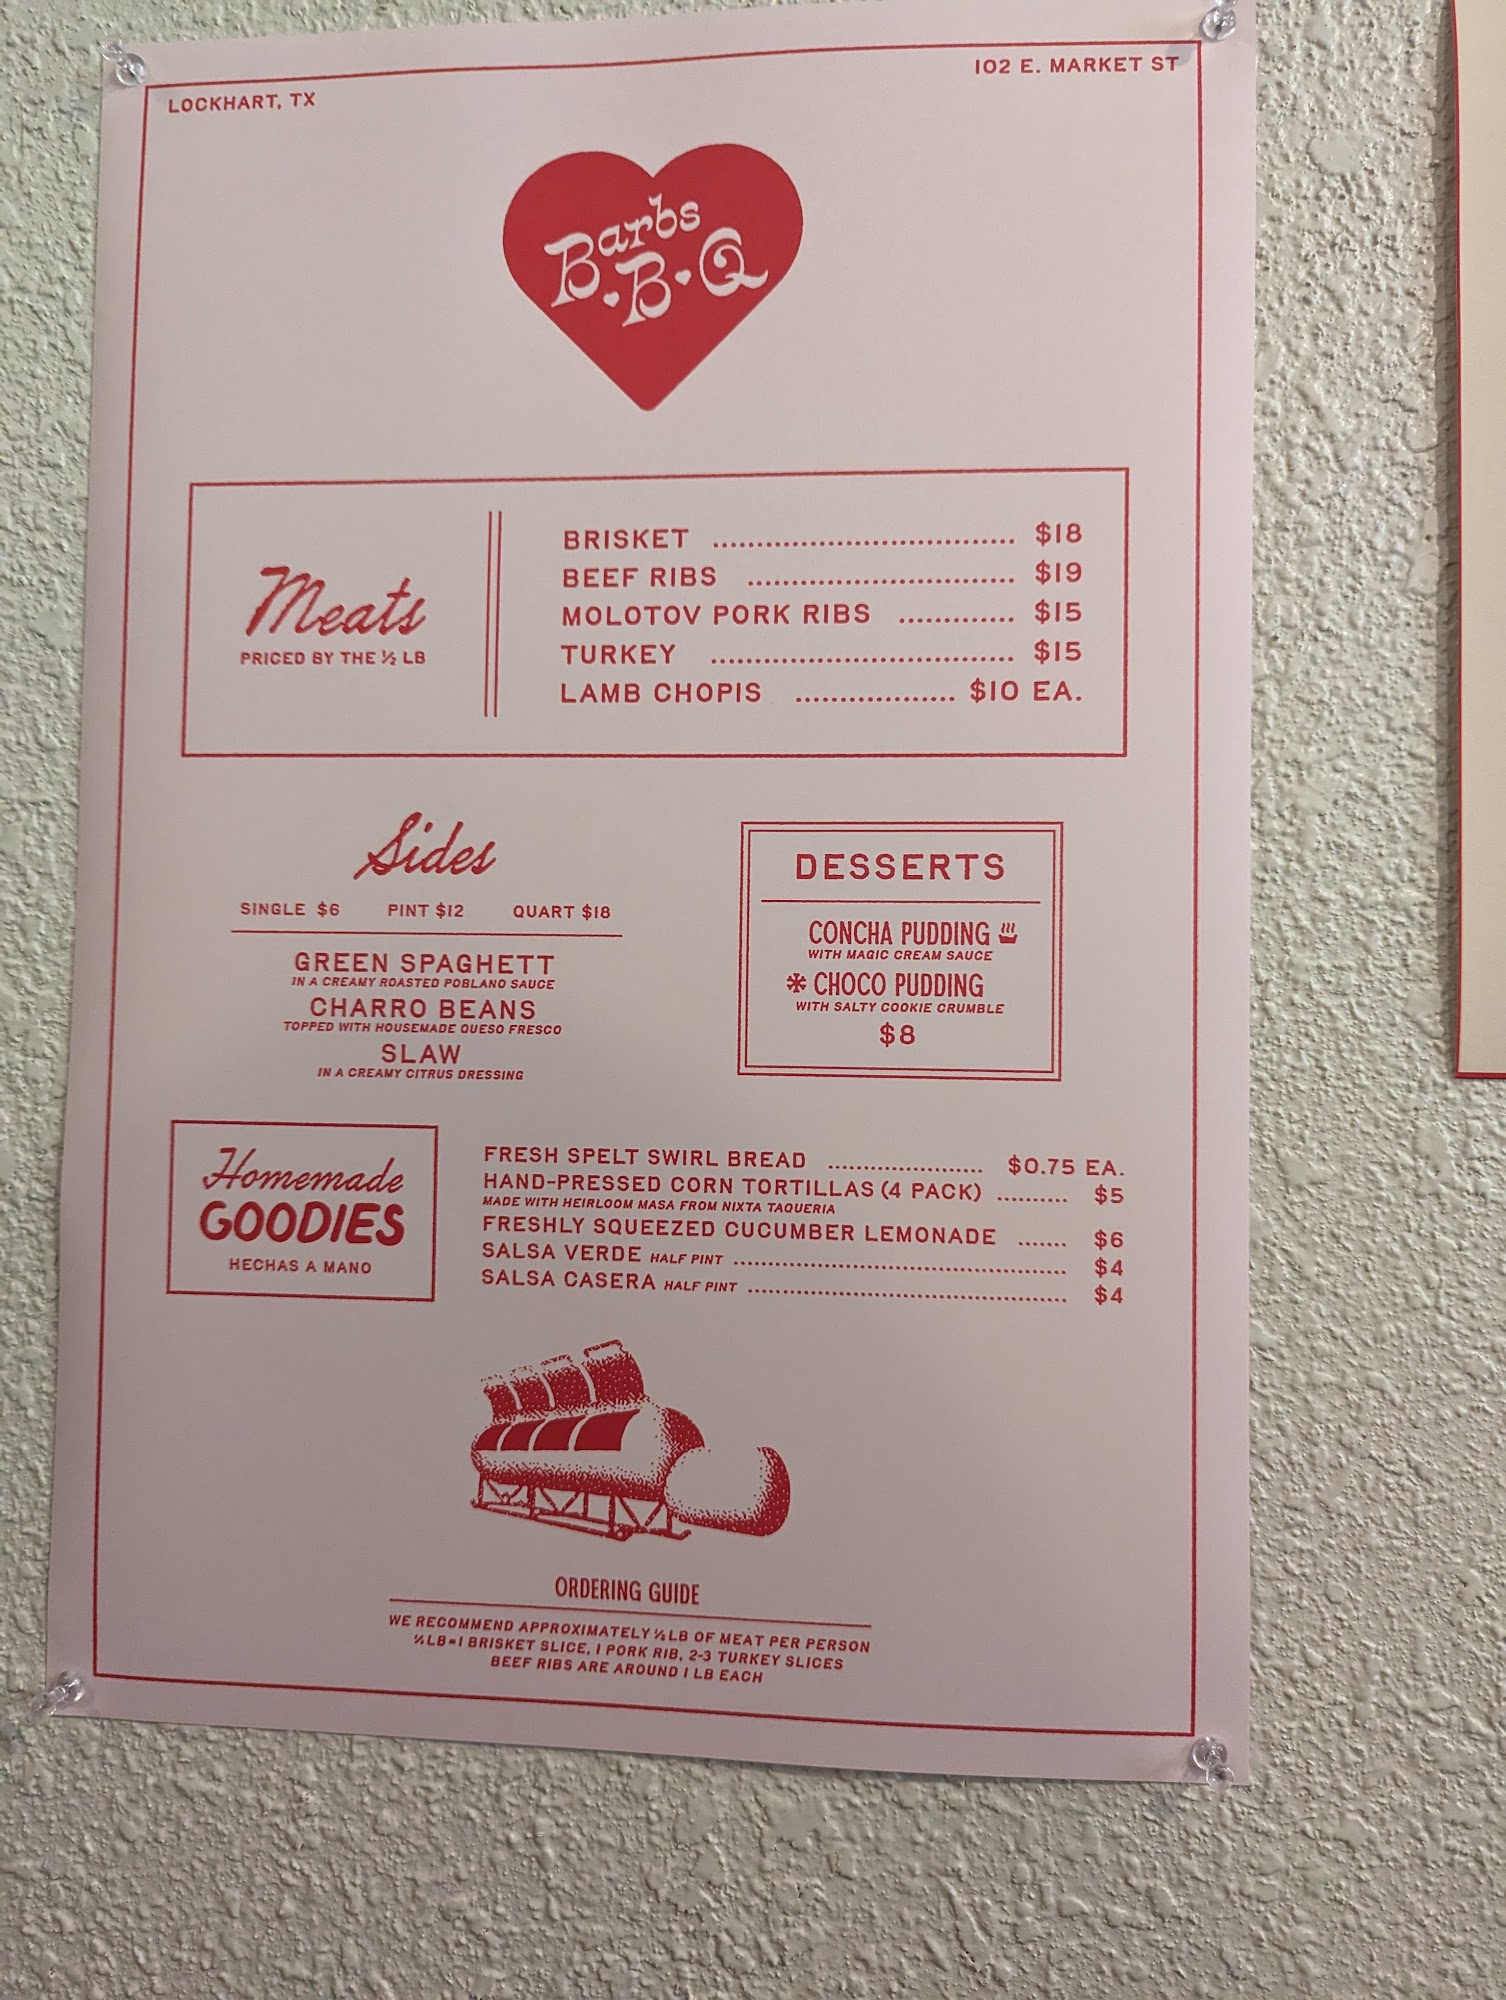 LOCKHART, TX
102 E. MARKET ST
Barbs
B·B·Q
Meats
PRICED BY THE ½ LB
BRISKET .................................. $18
BEEF RIBS .............................. $19
MOLOTOV PORK RIBS ............. $15
TURKEY .................................. $15
LAMB CHOPIS .................. $10 EA.
Sides
SINGLE $6 PINT $12 QUART $18
GREEN SPAGHETT
IN A CREAMY ROASTED POBLANO SAUCE
CHARRO BEANS
TOPPED WITH HOUSEMADE QUESO FRESCO
SLAW
IN A CREAMY CITRUS DRESSING
DESSERTS
CONCHA PUDDING
WITH MAGIC CREAM SAUCE
CHOCO PUDDING
WITH SALTY COOKIE CRUMBLE
$8
Homemade
GOODIES
HECHAS A MANO
FRESH SPELT SWIRL BREAD ...................... $0.75 EA.
HAND-PRESSED CORN TORTILLAS (4 PACK) .......... $5
MADE WITH HEIRLOOM MASA FROM NIXTA TAQUERIA
FRESHLY SQUEEZED CUCUMBER LEMONADE ....... $6
SALSA VERDE HALF PINT ............................................... $4
SALSA CASERA HALF PINT ............................................. $4
ORDERING GUIDE
WE RECOMMEND APPROXIMATELY ½LB OF MEAT PER PERSON
¼LB=1 BRISKET SLICE, 1 PORK RIB, 2-3 TURKEY SLICES
BEEF RIBS ARE AROUND 1 LB EACH